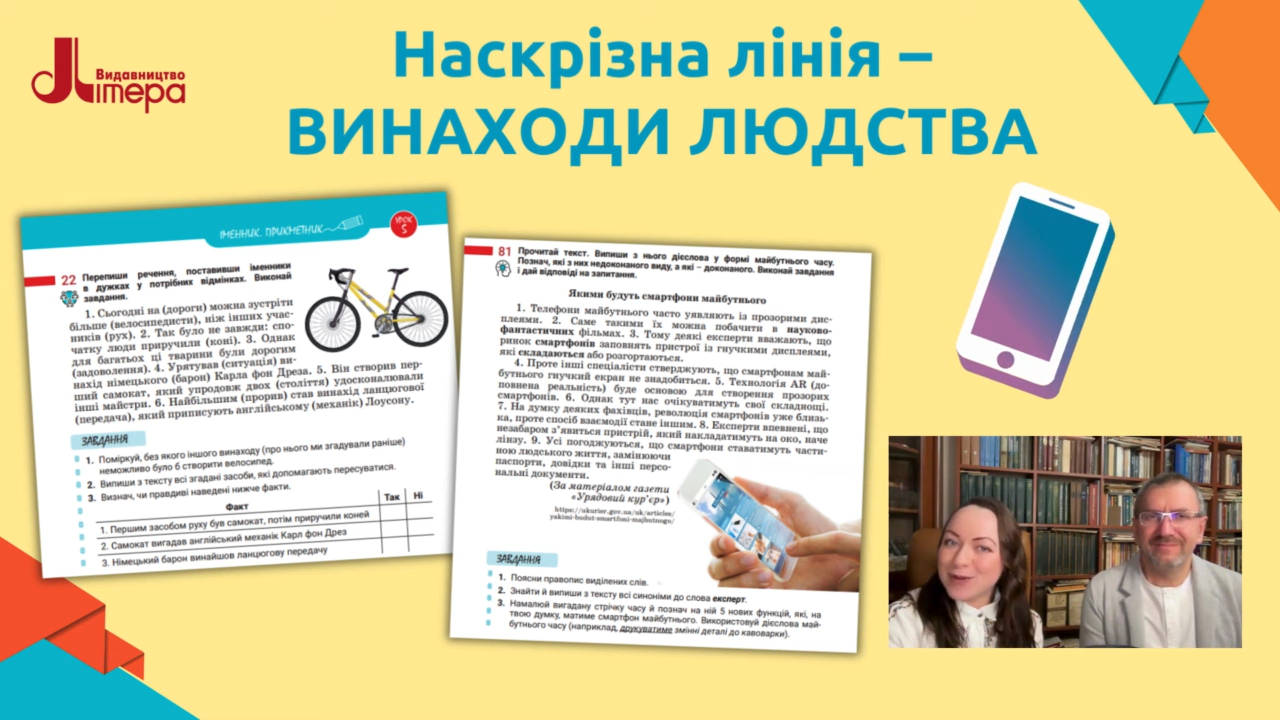 Видавництво
Літера
Наскрізна лінія –
ВИНАХОДИ ЛЮДСТВА
ІМЕННИК. ПРИКМЕТНИК
УРОК
5
22 Перепиши речення, поставивши іменники
в дужках у потрібних відмінках. Виконай
завдання.
1. Сьогодні на (дороги) можна зустріти
більше (велосипедисти), ніж інших учас-
ників (рух). 2. Так було не завжди: спо-
чатку люди приручили (коні). 3. Однак
для багатьох ці тварини були дорогим
(задоволення). 4. Урятував (ситуація) ви-
нахід німецького (барон) Карла фон Дреза. 5. Він створив пер-
ший самокат, який упродовж двох (століття) удосконалювали
інші майстри. 6. Найбільшим (прорив) став винахід ланцюгової
(передача), який приписують англійському (механік) Лоусону.
ЗАВДАННЯ
1. Поміркуй, без якого іншого винаходу (про нього ми згадували раніше)
неможливо було б створити велосипед.
2. Випиши з тексту всі згадані засоби, які допомагають пересуватися.
3. Визнач, чи правдиві наведені нижче факти.
Факт Так Ні
1. Першим засобом руху був самокат, потім приручили коней
2. Самокат вигадав англійський механік Карл фон Дрез
3. Німецький барон винайшов ланцюгову передачу
81 Прочитай текст. Випиши з нього дієслова у формі майбутнього часу.
Познач, які з них недоконаного виду, а які – доконаного. Виконай завдання
і дай відповіді на запитання.
Якими будуть смартфони майбутнього
1. Телефони майбутнього часто уявляють із прозорими дис-
плеями. 2. Саме такими їх можна побачити в науково-
фантастичних фільмах. 3. Тому деякі експерти вважають, що
ринок смартфонів заповнять пристрої із гнучкими дисплеями,
які складаються або розгортаються.
4. Проте інші спеціалісти стверджують, що смартфонам май-
бутнього гнучкий екран не знадобиться. 5. Технологія AR (до-
повнена реальність) буде основою для створення прозорих
смартфонів. 6. Однак тут нас очікуватимуть свої складнощі.
7. На думку деяких фахівців, революція смартфонів уже близь-
ка, проте спосіб взаємодії стане іншим. 8. Експерти впевнені, що
незабаром з’явиться пристрій, який накладатимуть на око, наче
лінзу. 9. Усі погоджуються, що смартфони ставатимуть части-
ною людського життя, замінюючи
паспорти, довідки та інші персо-
нальні документи.
(За матеріалом газети
«Урядовий кур’єр»)
https://ukurier.gov.ua/uk/articles/
yakimi-budut-smartfoni-majbutnogo/
ЗАВДАННЯ
1. Поясни правопис виділених слів.
2. Знайти й випиши з тексту всі синоніми до слова експерт.
3. Намалюй вигадану стрічку часу й познач на ній 5 нових функцій, які, на
твою думку, матиме смартфон майбутнього. Використовуй дієслова май-
бутнього часу (наприклад, друкуватиме змінні деталі до кавоварки).